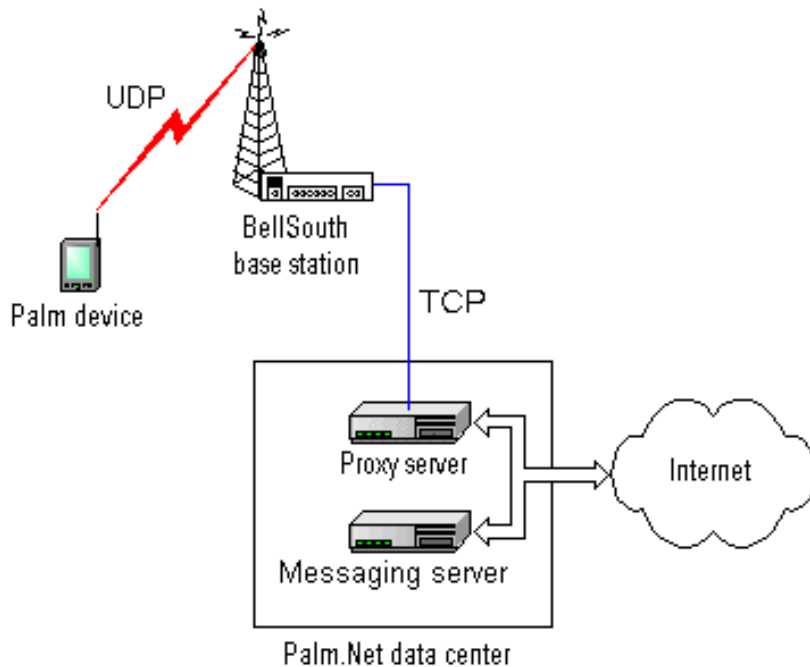 UDP
BellSouth
base station
Palm device
TCP
Proxy server
Internet
Messaging server
Palm.Net data center